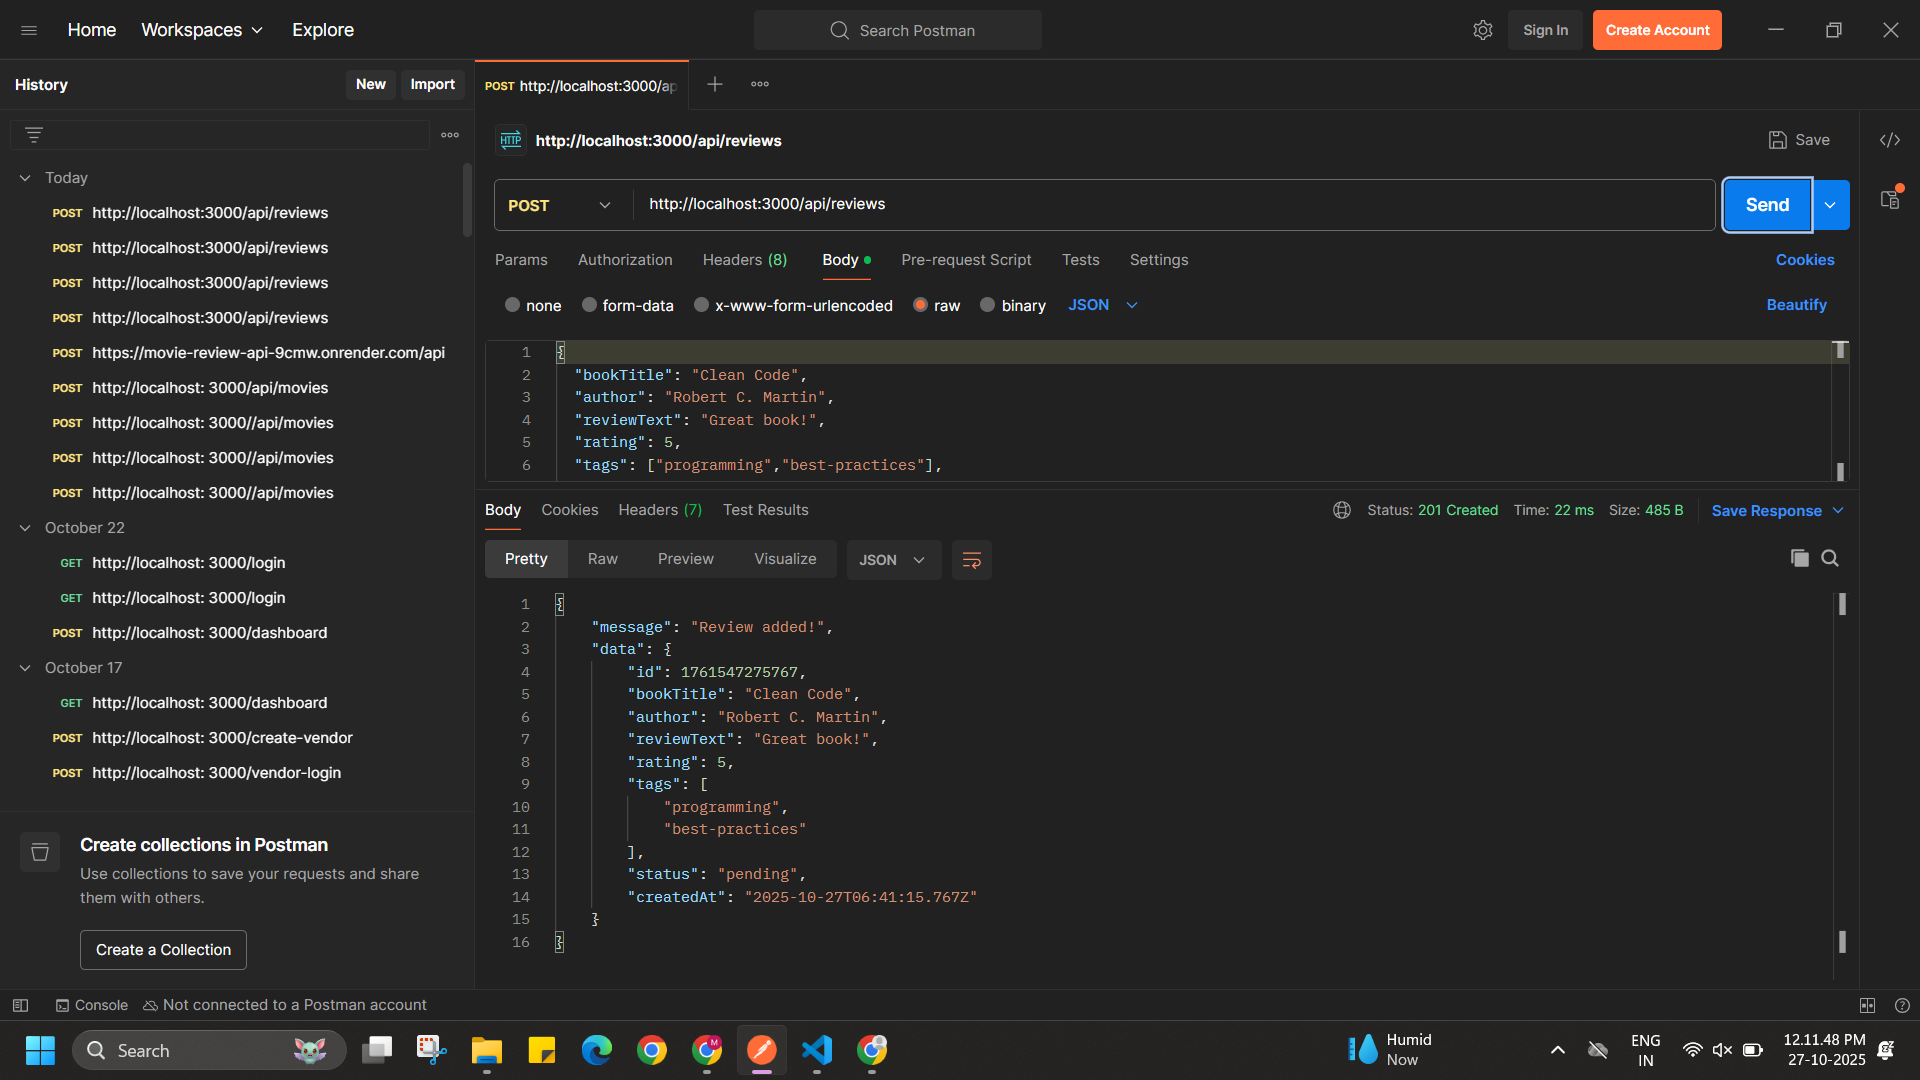 Home Workspaces Explore Search Postman Sign In Create Account
History New Import POST http://localhost:3000/ap
HTTP http://localhost:3000/api/reviews Save
Today
POST http://localhost:3000/api/reviews
POST http://localhost:3000/api/reviews
POST http://localhost:3000/api/reviews
POST http://localhost:3000/api/reviews
POST https://movie-review-api-9cmw.onrender.com/api
POST http://localhost: 3000/api/movies
POST http://localhost: 3000//api/movies
POST http://localhost: 3000//api/movies
POST http://localhost: 3000//api/movies
October 22
GET http://localhost: 3000/login
GET http://localhost: 3000/login
POST http://localhost: 3000/dashboard
October 17
GET http://localhost: 3000/dashboard
POST http://localhost: 3000/create-vendor
POST http://localhost: 3000/vendor-login
Create collections in Postman
Use collections to save your requests and share
them with others.
Create a Collection
POST http://localhost:3000/api/reviews Send
Params Authorization Headers (8) Body Pre-request Script Tests Settings Cookies
none form-data x-www-form-urlencoded raw binary JSON Beautify
1 {
2 "bookTitle": "Clean Code",
3 "author": "Robert C. Martin",
4 "reviewText": "Great book!",
5 "rating": 5,
6 "tags": ["programming","best-practices"],
Body Cookies Headers (7) Test Results Status: 201 Created Time: 22 ms Size: 485 B Save Response
Pretty Raw Preview Visualize JSON
1 {
2 "message": "Review added!",
3 "data": {
4 "id": 1761547275767,
5 "bookTitle": "Clean Code",
6 "author": "Robert C. Martin",
7 "reviewText": "Great book!",
8 "rating": 5,
9 "tags": [
10 "programming",
11 "best-practices"
12 ],
13 "status": "pending",
14 "createdAt": "2025-10-27T06:41:15.767Z"
15 }
16 }
Console Not connected to a Postman account
Search M Humid ENG 12.11.48 PM
Now IN 27-10-2025